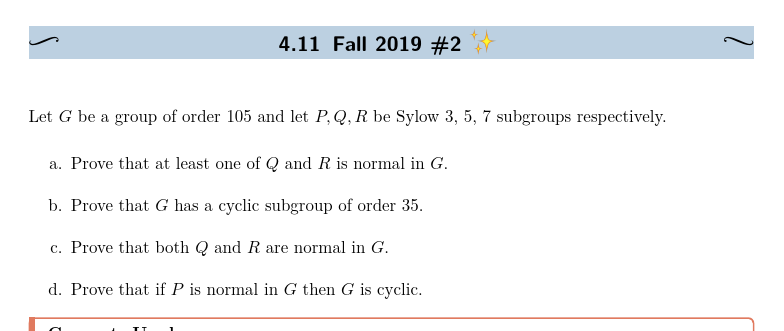 4.11 Fall 2019 #2 ✨
Let G be a group of order 105 and let P, Q, R be Sylow 3, 5, 7 subgroups respectively.
a. Prove that at least one of Q and R is normal in G.
b. Prove that G has a cyclic subgroup of order 35.
c. Prove that both Q and R are normal in G.
d. Prove that if P is normal in G then G is cyclic.